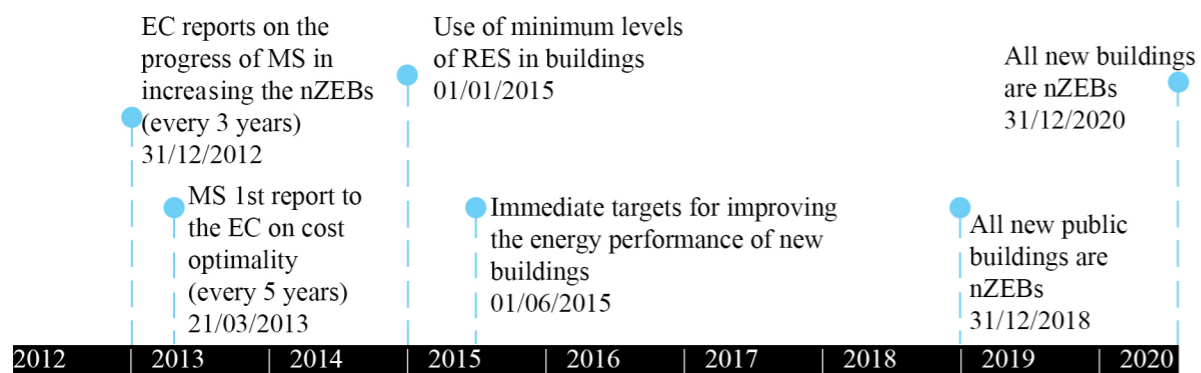 EC reports on the
progress of MS in
increasing the nZEBs
(every 3 years)
31/12/2012
MS 1st report to
the EC on cost
optimality
(every 5 years)
21/03/2013
Use of minimum levels
of RES in buildings
01/01/2015
Immediate targets for improving
the energy performance of new
buildings
01/06/2015
All new public
buildings are
nZEBs
31/12/2018
All new buildings
are nZEBs
31/12/2020
2012 | 2013 | 2014 | 2015 | 2016 | 2017 | 2018 | 2019 | 2020